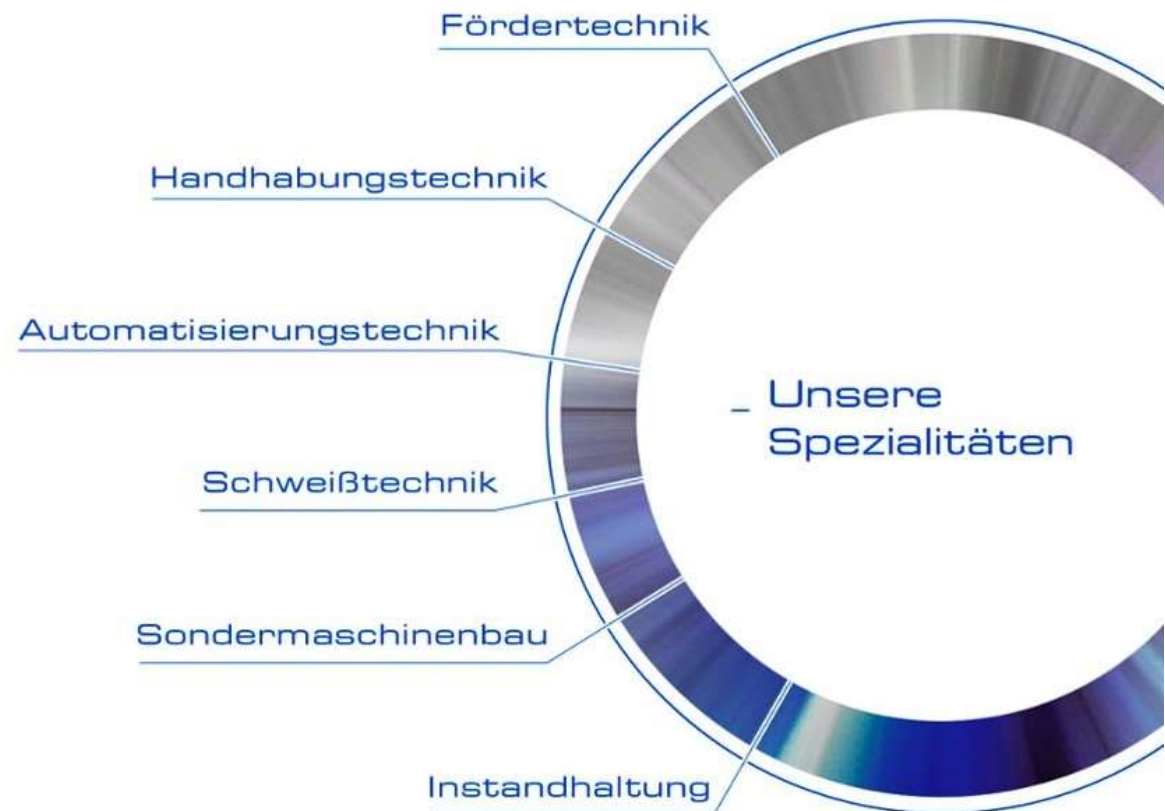 Fördertechnik
Handhabungstechnik
Automatisierungstechnik
_ Unsere
Spezialitäten
Schweißtechnik
Sondermaschinenbau
Instandhaltung